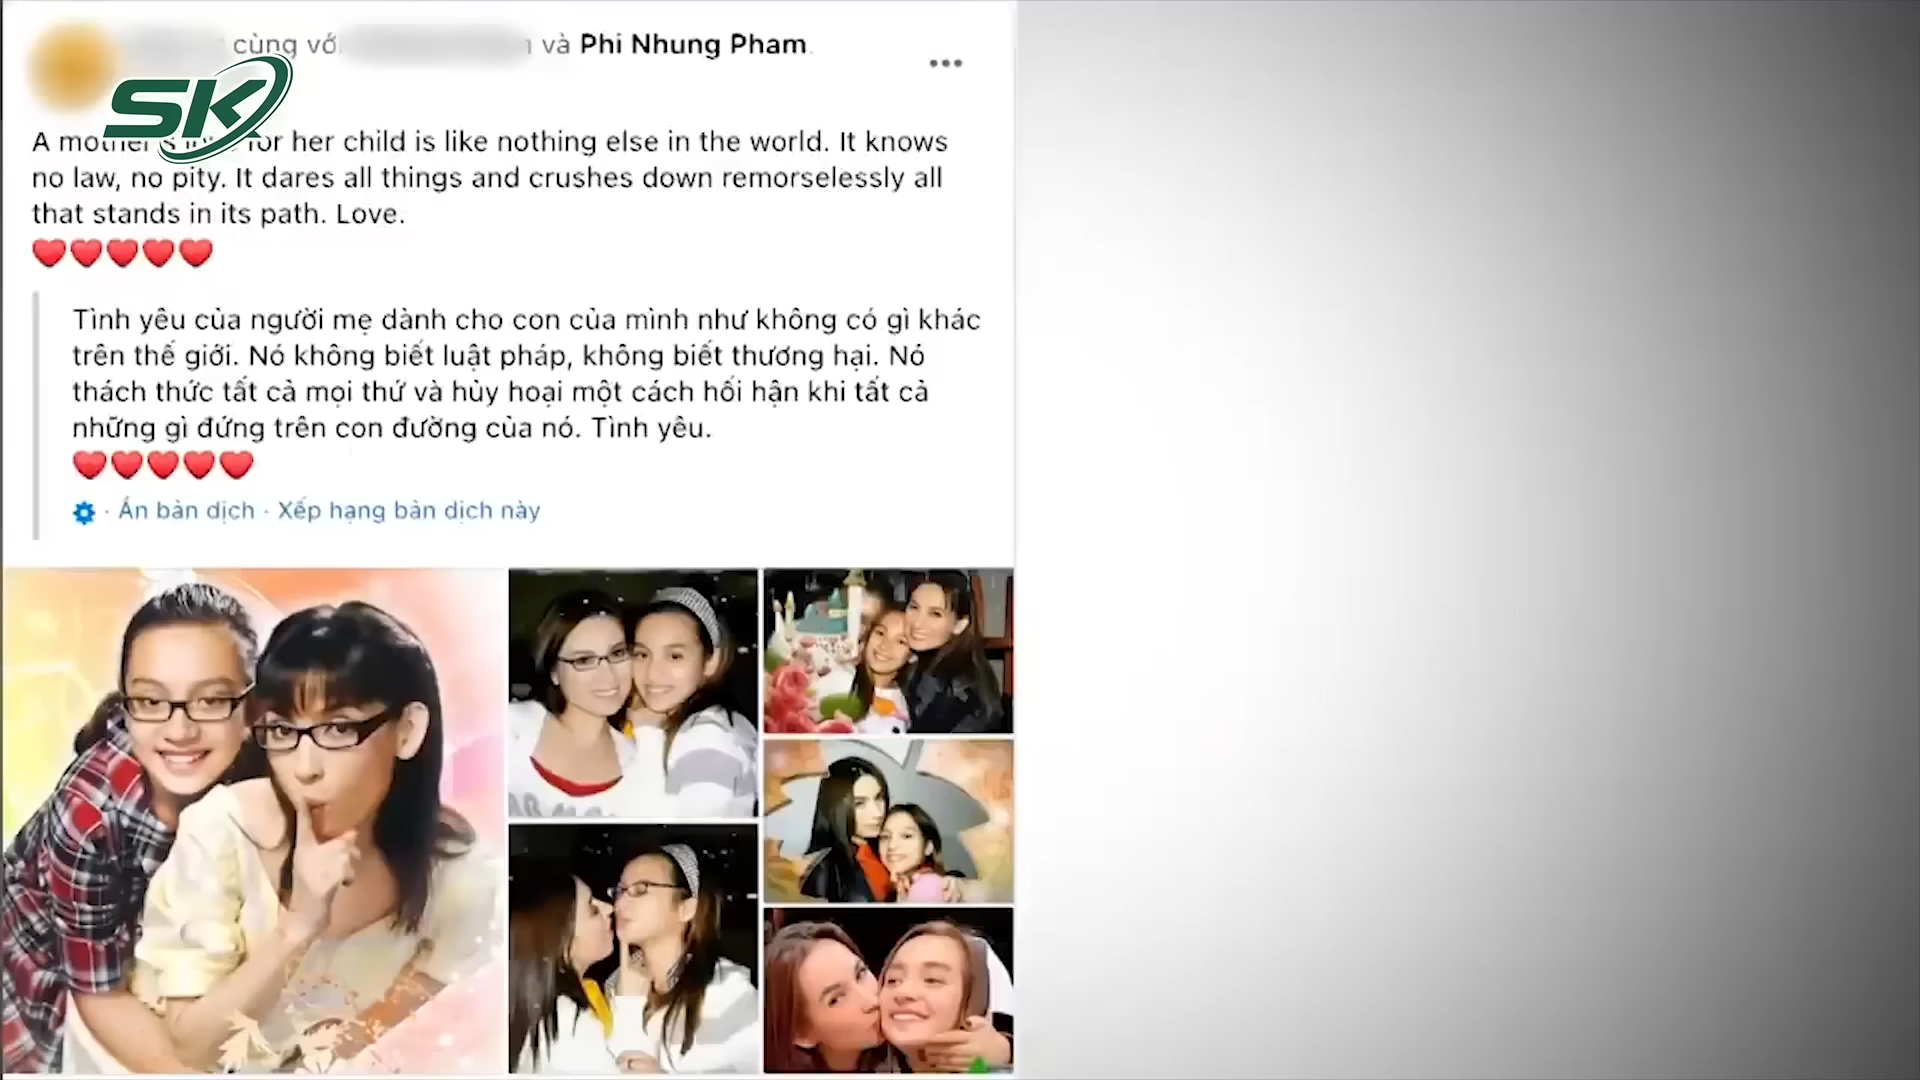 cùng với và Phi Nhung Pham.
SK
A mother's for her child is like nothing else in the world. It knows
no law, no pity. It dares all things and crushes down remorselessly all
that stands in its path. Love.
Tình yêu của người mẹ dành cho con của mình như không có gì khác
trên thế giới. Nó không biết luật pháp, không biết thương hại. Nó
thách thức tất cả mọi thứ và hủy hoại một cách hối hận khi tất cả
những gì đứng trên con đường của nó. Tình yêu.
· Ẩn bản dịch · Xếp hạng bản dịch này